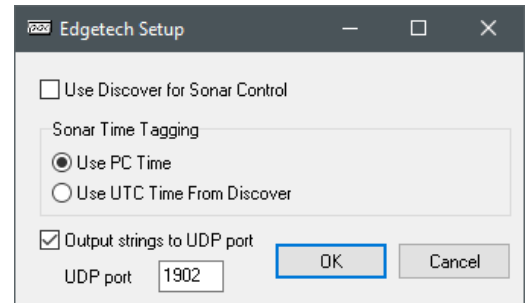 Edgetech Setup
Use Discover for Sonar Control
Sonar Time Tagging
Use PC Time
Use UTC Time From Discover
Output strings to UDP port
UDP port 1902
OK Cancel